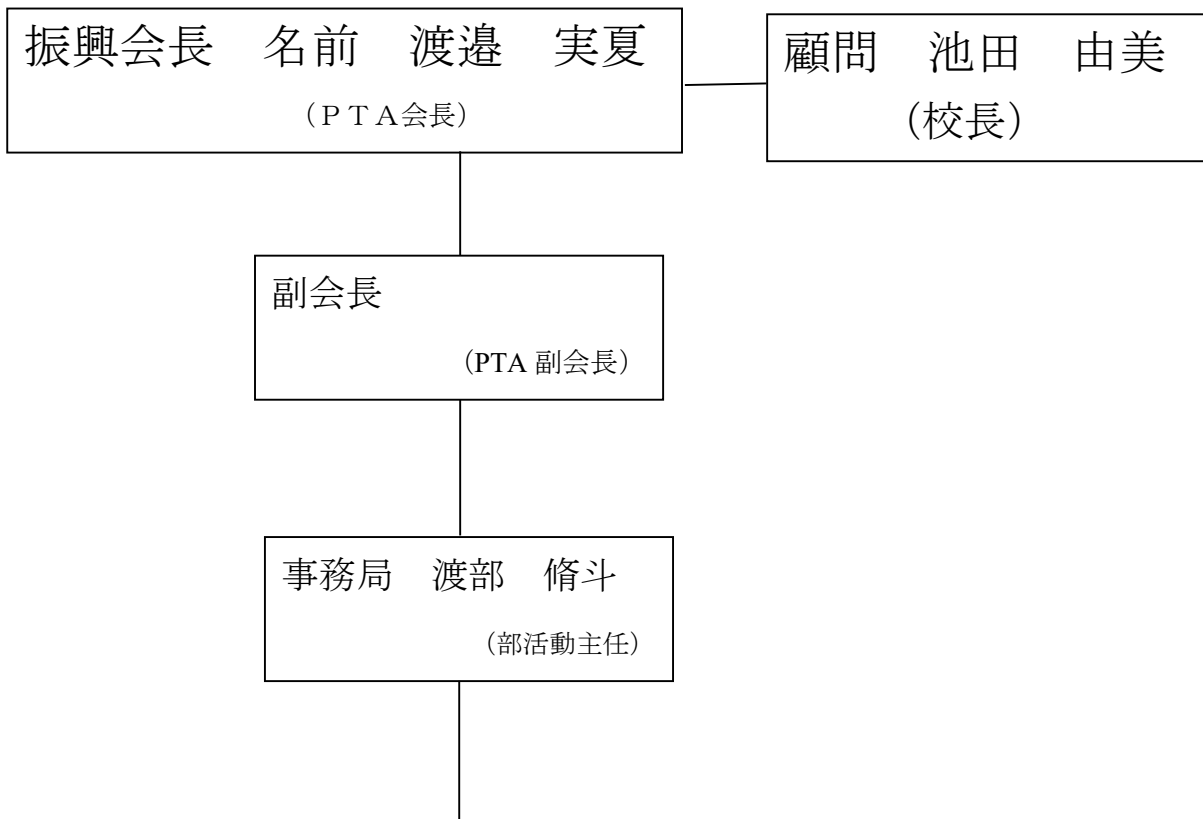 振興会長　名前　渡邉　実夏
（ＰＴＡ会長）
顧問　池田　由美
（校長）
副会長
（PTA 副会長）
事務局　渡部　脩斗
（部活動主任）